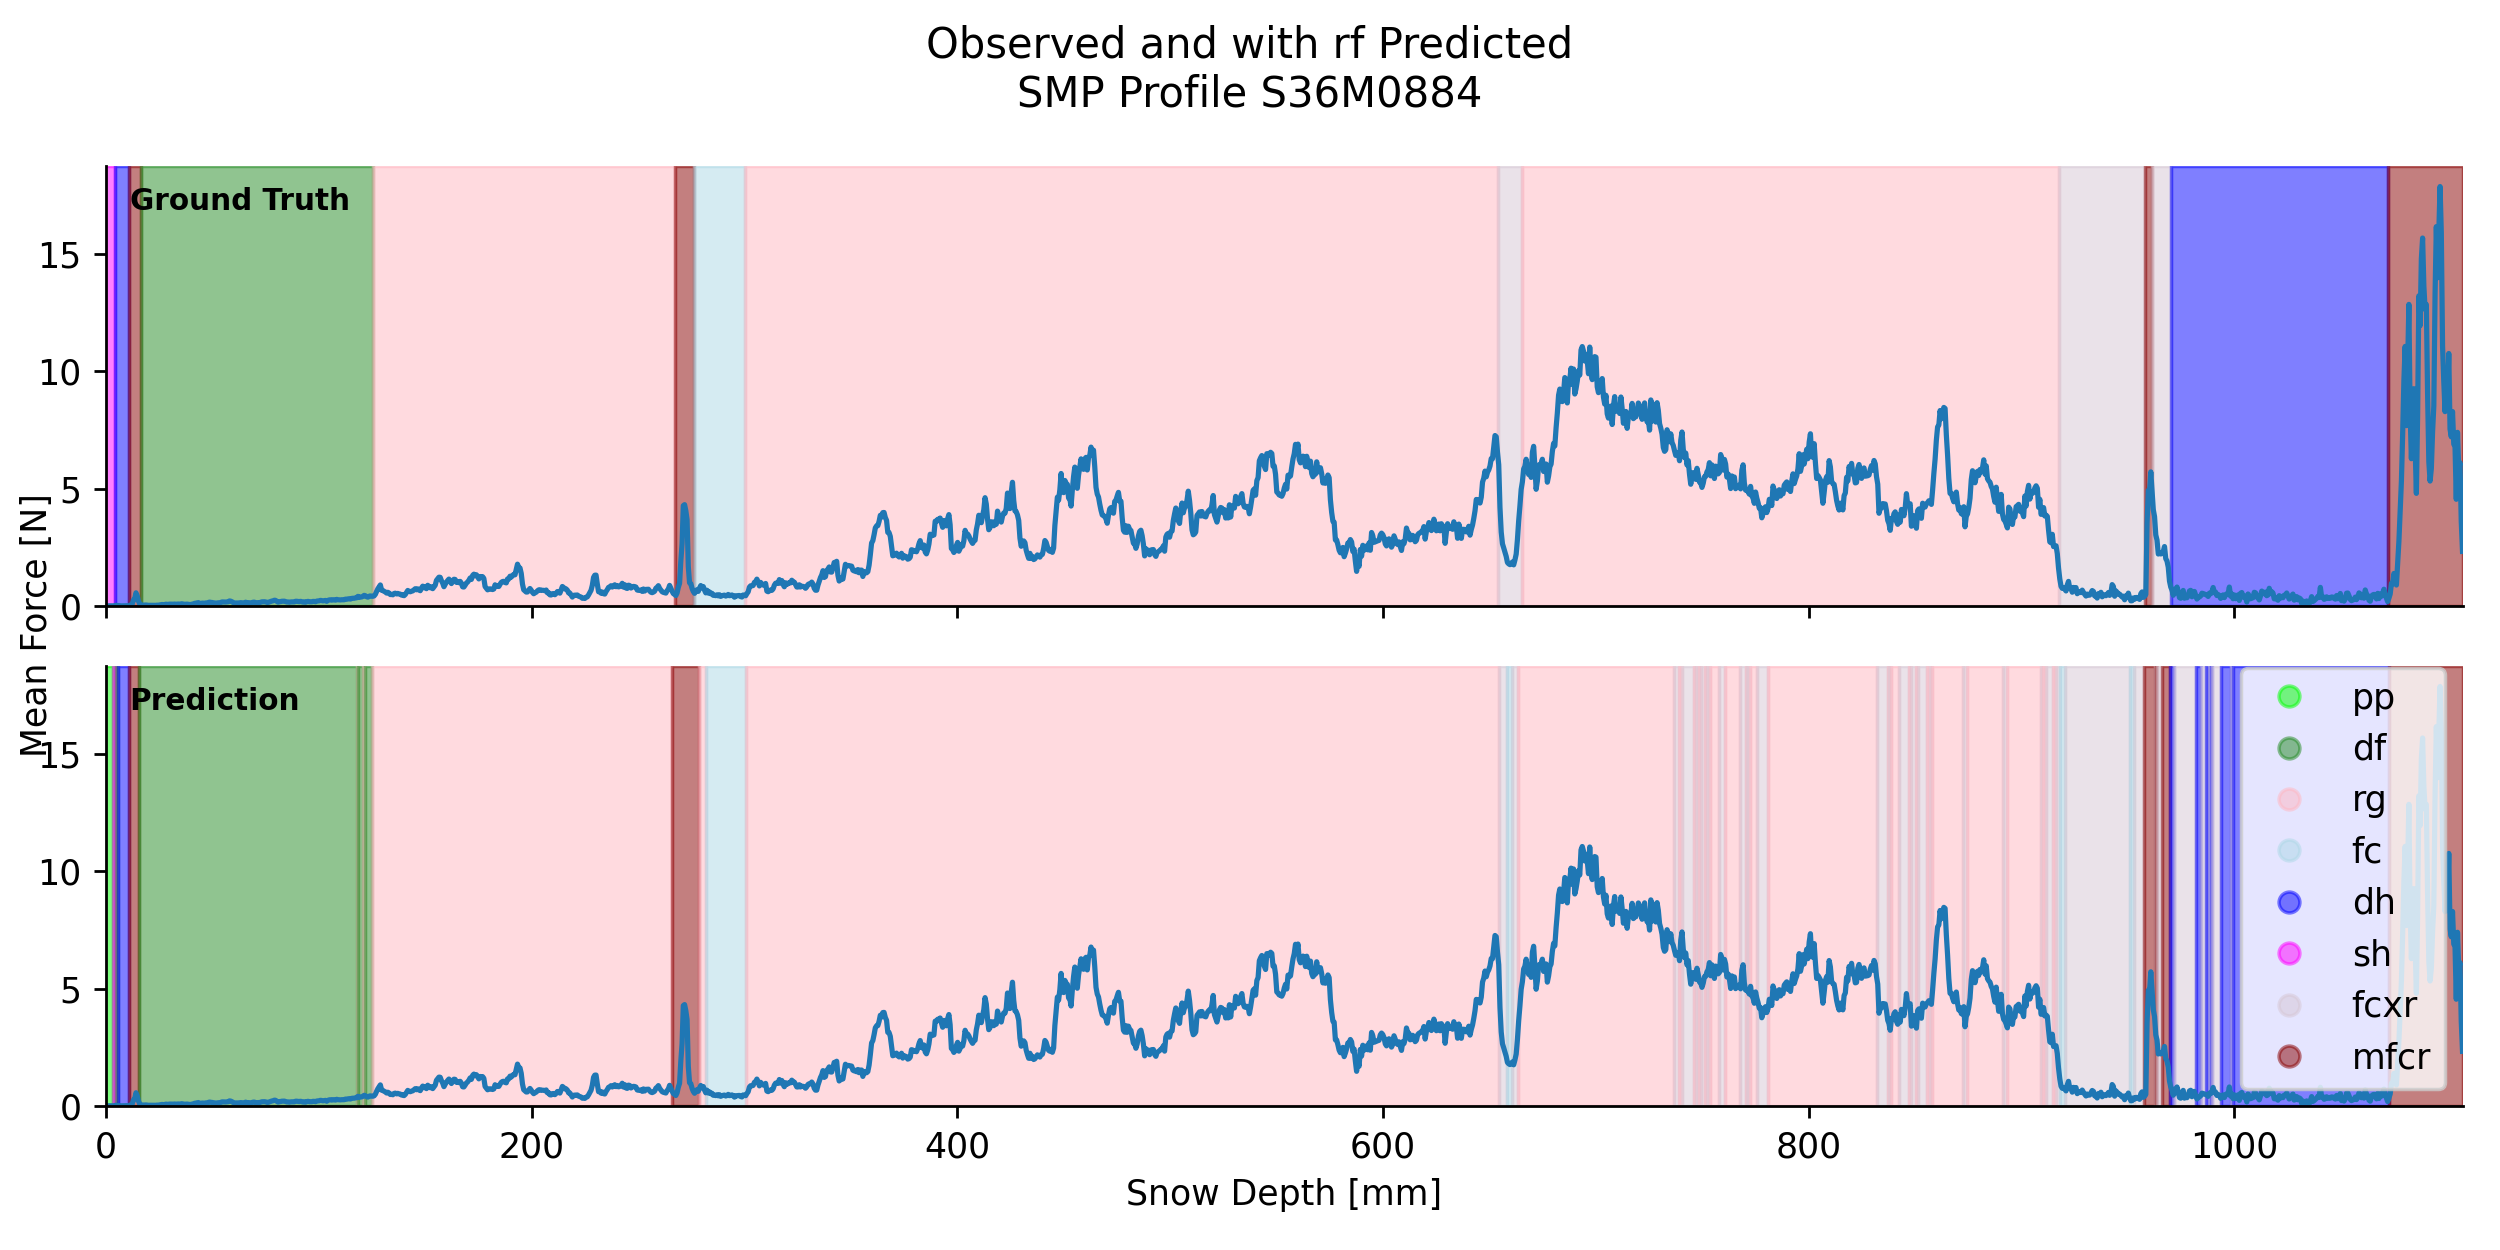 Observed and with rf Predicted
SMP Profile S36M0884
Ground Truth
15
10
5
0
Mean Force [N]
Prediction
15
10
5
0
pp
df
rg
fc
dh
sh
fcxr
mfcr
0 200 400 600 800 1000
Snow Depth [mm]